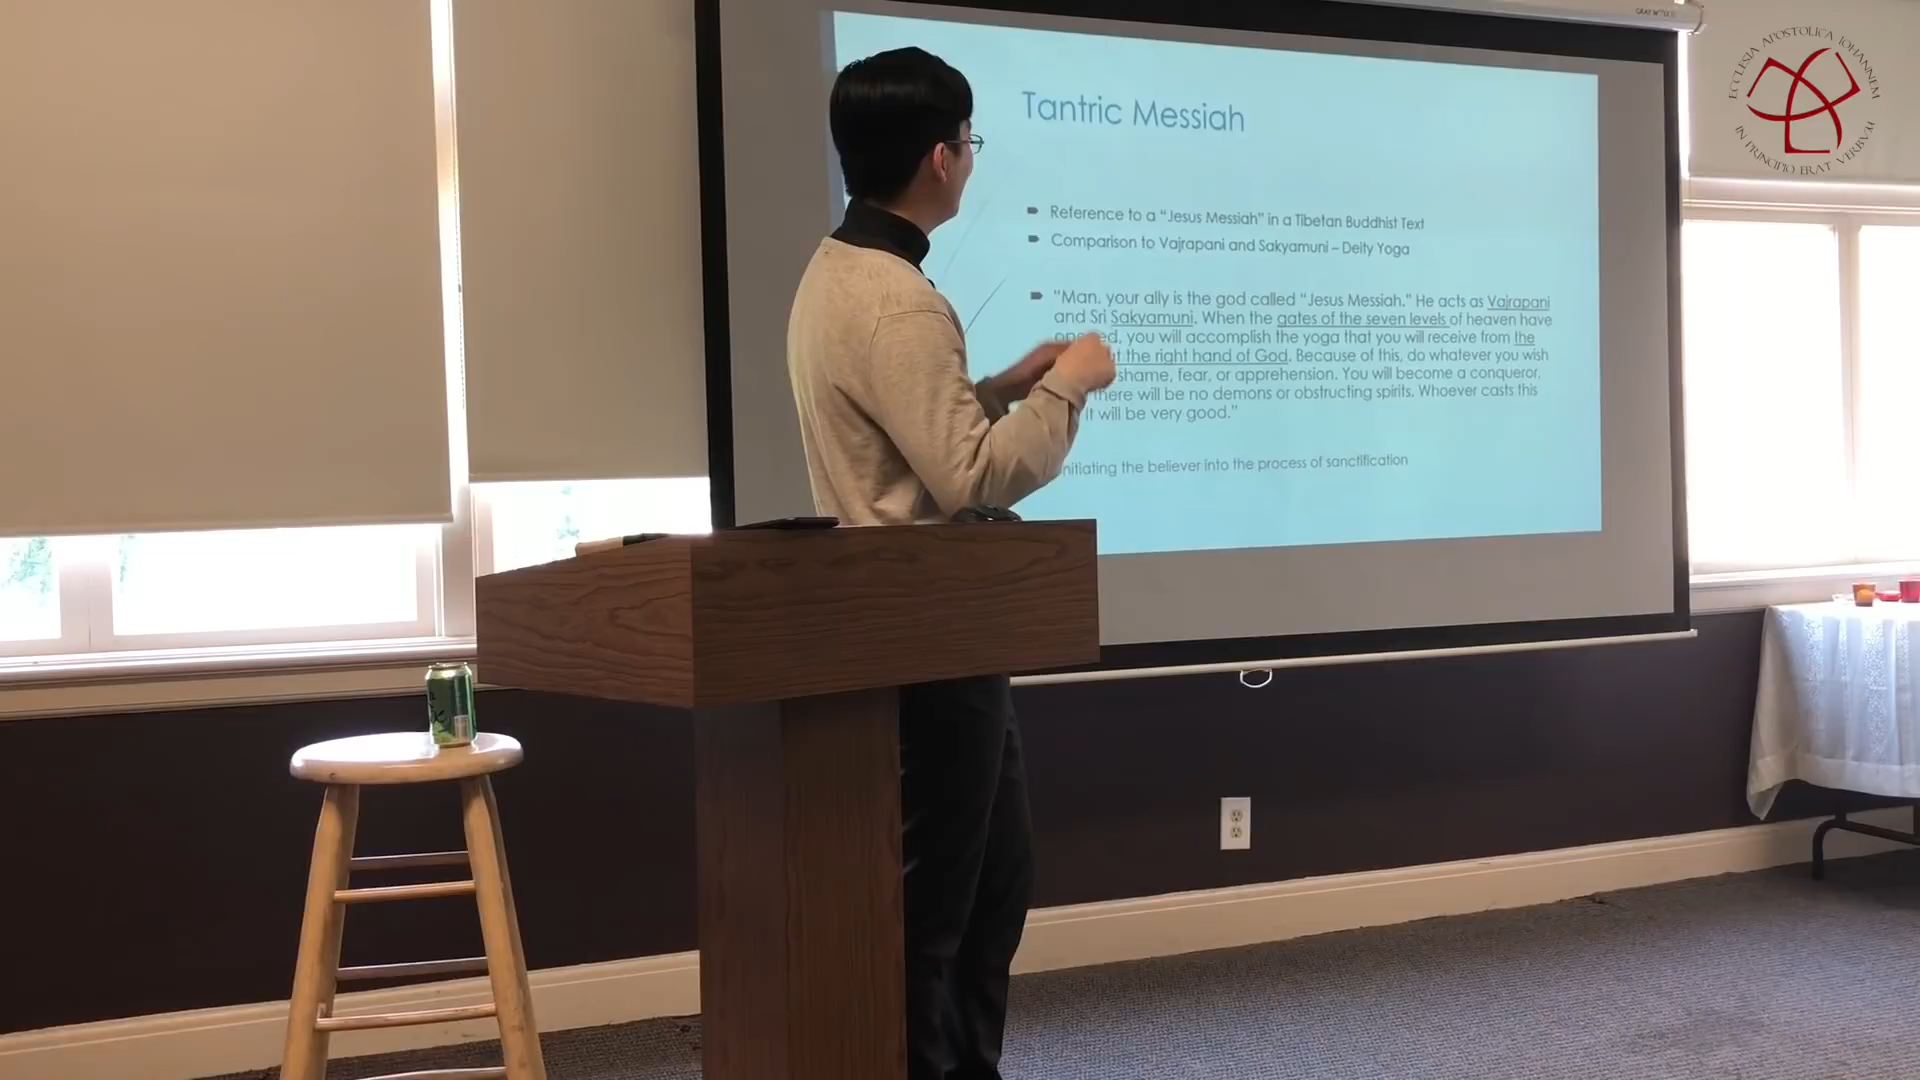 ECCLESIA APOSTOLICA IOHANNEM
IN PRINCIPIO ERAT VERBVM
Tantric Messiah
Reference to a “Jesus Messiah” in a Tibetan Buddhist Text
Comparison to Vajrapani and Sakyamuni – Deity Yoga
“Man, your ally is the god called “Jesus Messiah.” He acts as Vajrapani
and Sri Sakyamuni. When the gates of the seven levels of heaven have
you will accomplish the yoga that you will receive from the
the right hand of God. Because of this, do whatever you wish
shame, fear, or apprehension. You will become a conqueror,
there will be no demons or obstructing spirits. Whoever casts this
it will be very good.”
the believer into the process of sanctification